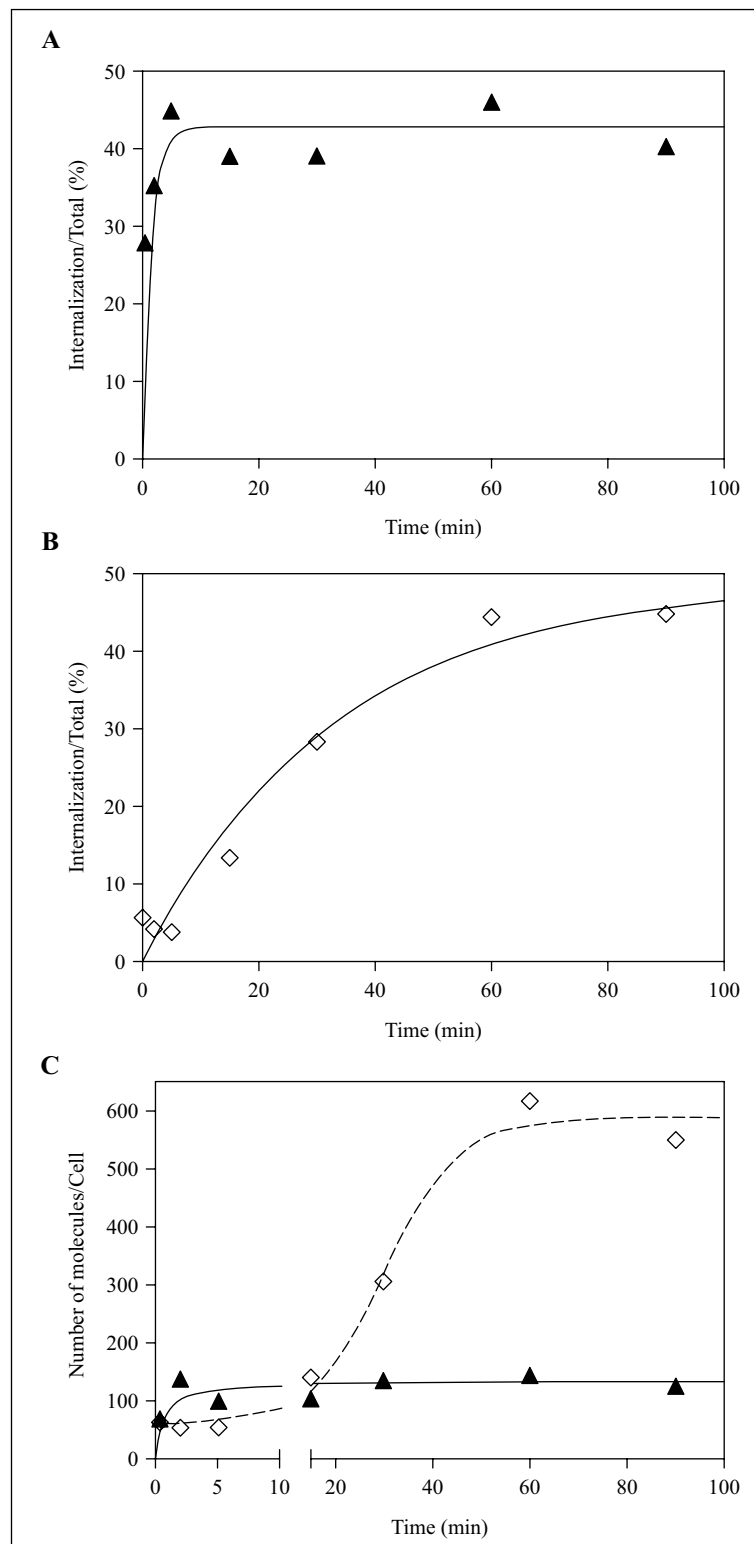 A
50
40
30
20
10
0
Internalization/Total (%)
0 20 40 60 80 100
Time (min)
B
50
40
30
20
10
0
Internalization/Total (%)
0 20 40 60 80 100
Time (min)
C
600
500
400
300
200
100
0
Number of molecules/Cell
0 5 10 20 40 60 80 100
Time (min)